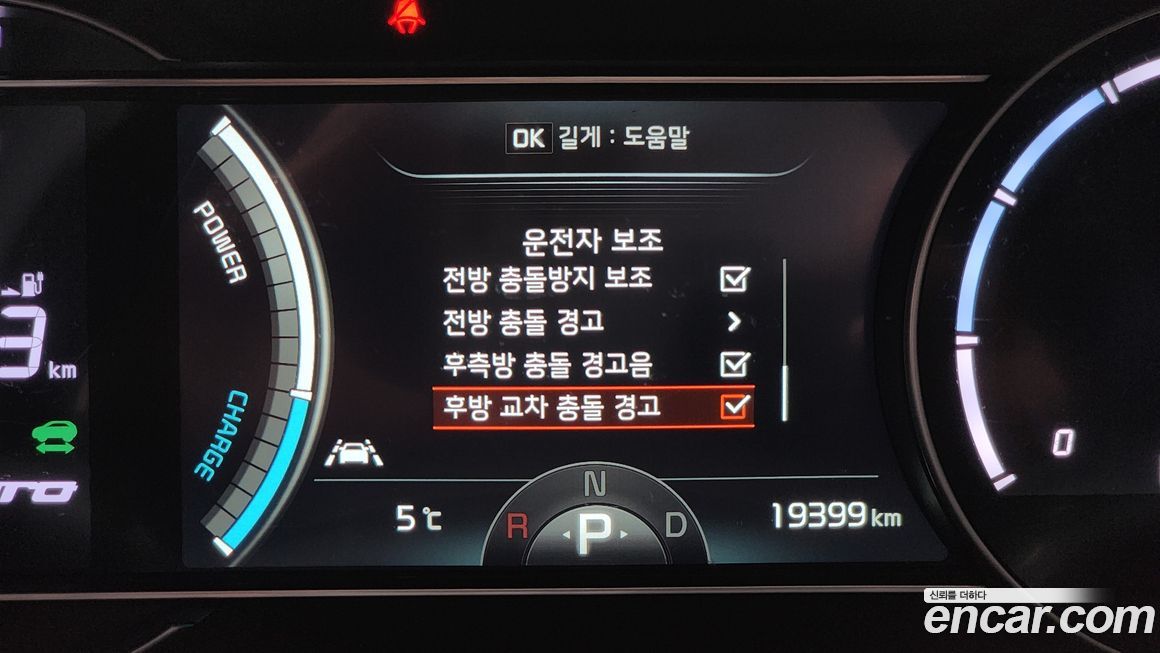 OK 길게 : 도움말
운전자 보조
전방 충돌방지 보조
전방 충돌 경고
후측방 충돌 경고음
후방 교차 충돌 경고
POWER
CHARGE
km
5℃
N
R
P
D
19399 km
0
신뢰를 더하다
encar.com